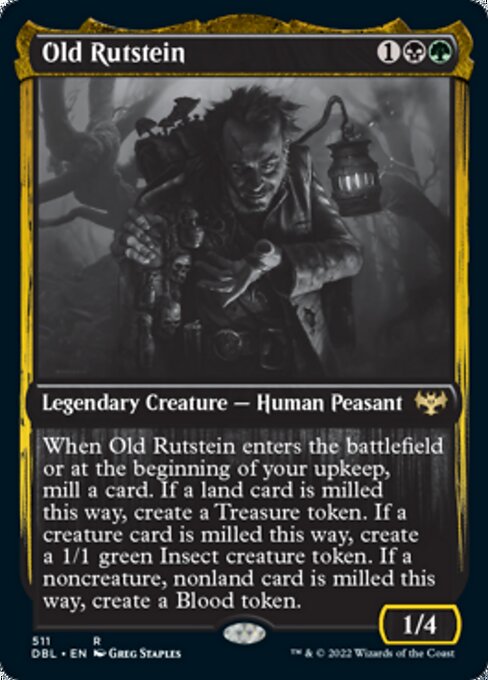 Old Rutstein 1
Legendary Creature — Human Peasant
When Old Rutstein enters the battlefield
or at the beginning of your upkeep,
mill a card. If a land card is milled
this way, create a Treasure token. If a
creature card is milled this way, create
a 1/1 green Insect creature token. If a
noncreature, nonland card is milled this
way, create a Blood token.
1/4
511 R
DBL • EN Greg Staples
™ & © 2022 Wizards of the Coast